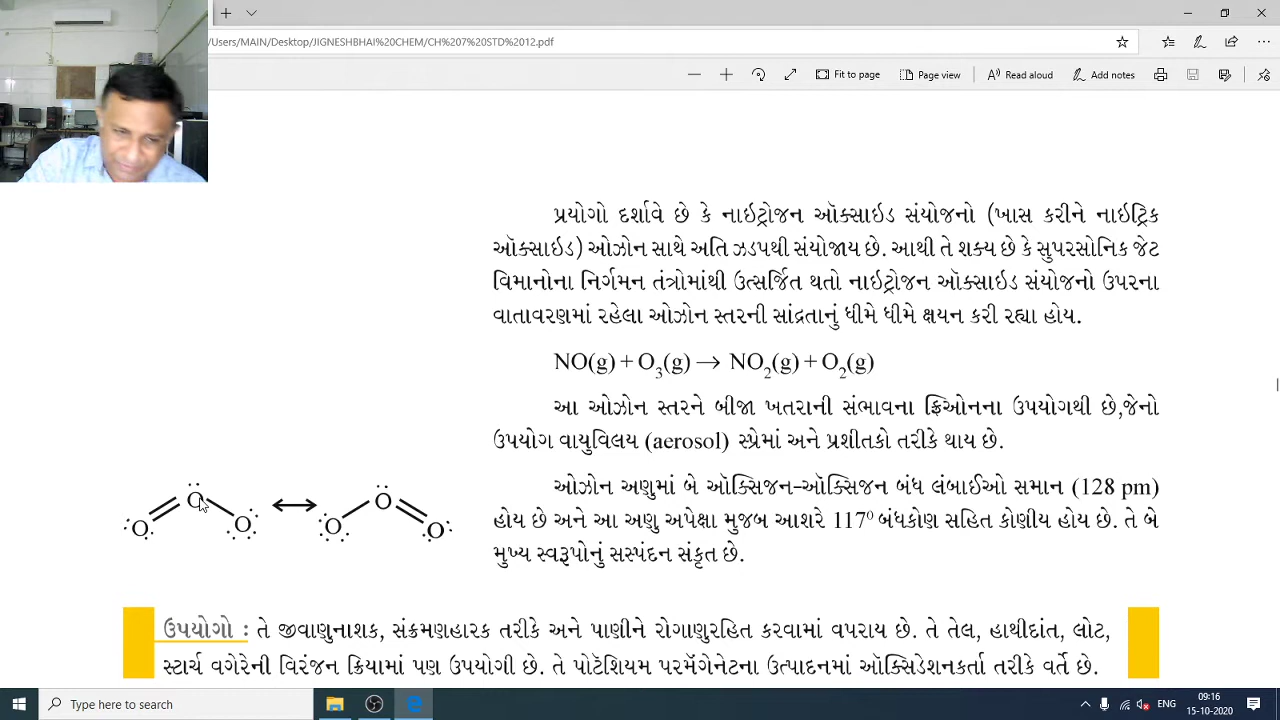 /Users/MAIN/Desktop/JIGNESHBHAI%20CHEM/CH%207%20STD%2012.pdf
Fit to page
Page view
Read aloud
Add notes
પ્રયોગો દર્શાવે છે કે નાઇટ્રોજન ઑક્સાઇડ સંયોજનો (ખાસ કરીને નાઇટ્રિક
ઑક્સાઇડ) ઓઝોન સાથે અતિ ઝડપથી સંયોજાય છે. આથી તે શક્ય છે કે સુપરસોનિક જેટ
વિમાનોના નિર્ગમન તંત્રોમાંથી ઉત્સર્જિત થતો નાઇટ્રોજન ઑક્સાઇડ સંયોજનો ઉપરના
વાતાવરણમાં રહેલા ઓઝોન સ્તરની સાંદ્રતાનું ધીમે ધીમે ક્ષયન કરી રહ્યા હોય.
NO(g) + O₃(g) → NO₂(g) + O₂(g)
આ ઓઝોન સ્તરને બીજા ખતરાની સંભાવના ફ્રિઓનના ઉપયોગથી છે,જેનો
ઉપયોગ વાયુવિલય (aerosol) સ્પ્રેમાં અને પ્રશીતકો તરીકે થાય છે.
ઓઝોન અણુમાં બે ઑક્સિજન–ઑક્સિજન બંધ લંબાઈઓ સમાન (128 pm)
હોય છે અને આ અણુ અપેક્ષા મુજબ આશરે 117⁰ બંધકોણ સહિત કોણીય હોય છે. તે બે
મુખ્ય સ્વરૂપોનું સસ્પંદન સંકૃત છે.
O O O ↔ O O O
ઉપયોગો : તે જીવાણુનાશક, સંક્રમણહારક તરીકે અને પાણીને રોગાણુરહિત કરવામાં વપરાય છે. તે તેલ, હાથીદાંત, લોટ,
સ્ટાર્ચ વગેરેની વિરંજન ક્રિયામાં પણ ઉપયોગી છે. તે પોટૅશિયમ પરમૅંગેનેટના ઉત્પાદનમાં ઑક્સિડેશનકર્તા તરીકે વર્તે છે.
Type here to search
ENG
09:16
15-10-2020